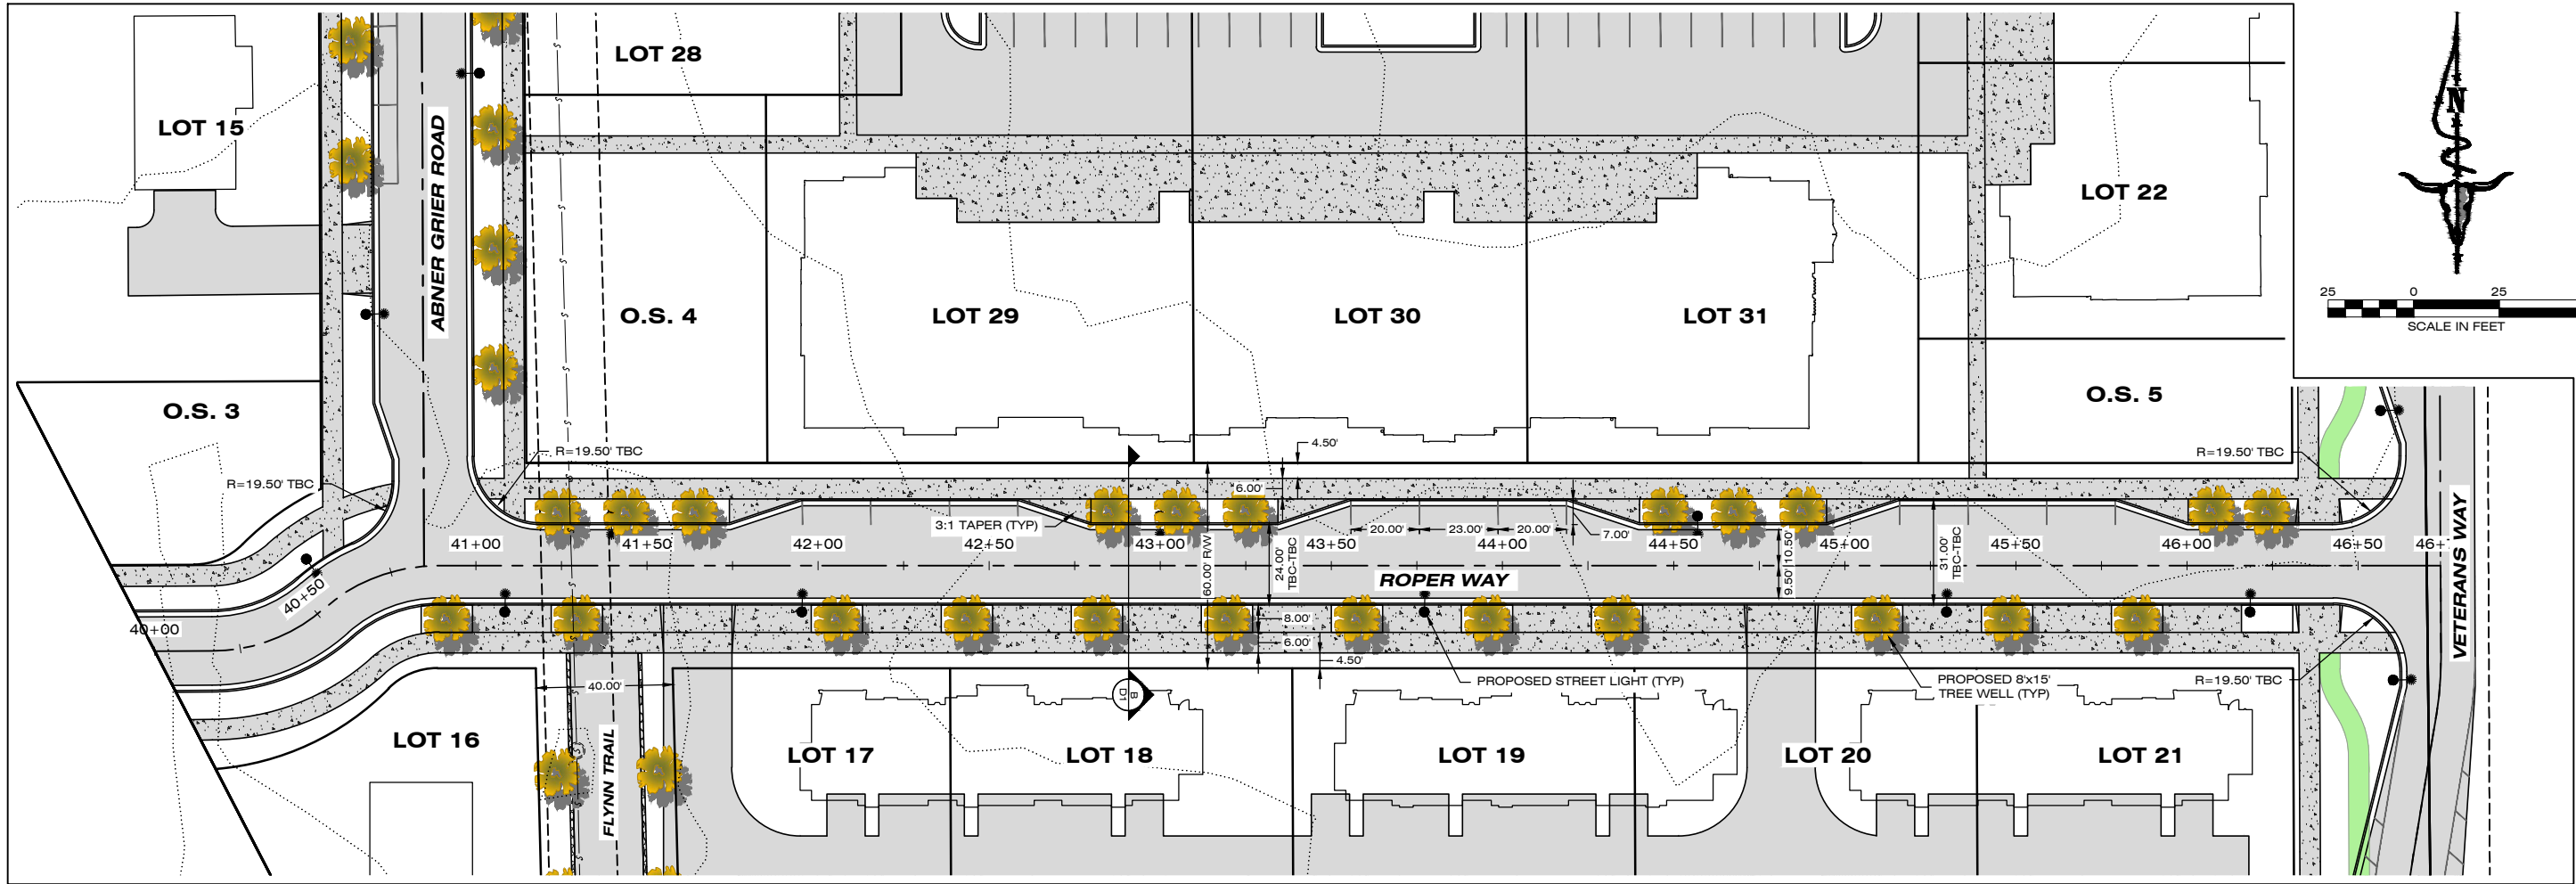 LOT 28
LOT 15
ABNER GRIER ROAD
N
LOT 22
25 0 25
SCALE IN FEET
O.S. 4
LOT 29
LOT 30
LOT 31
O.S. 3
O.S. 5
R=19.50' TBC
R=19.50' TBC
R=19.50' TBC
4.50'
6.00'
3:1 TAPER (TYP)
20.00'
23.00'
20.00'
7.00'
40+00
40+50
41+00
41+50
42+00
42+50
43+00
43+50
44+00
44+50
45+00
45+50
46+00
46+50
46+
60.00' R/W
24.00'
TBC-TBC
9.50'
10.50'
31.00'
TBC-TBC
ROPER WAY
VETERANS WAY
8.00'
6.00'
4.50'
40.00'
PROPOSED STREET LIGHT (TYP)
PROPOSED 8'x15'
TREE WELL (TYP)
R=19.50' TBC
B
D1
LOT 16
FLYNN TRAIL
LOT 17
LOT 18
LOT 19
LOT 20
LOT 21
S